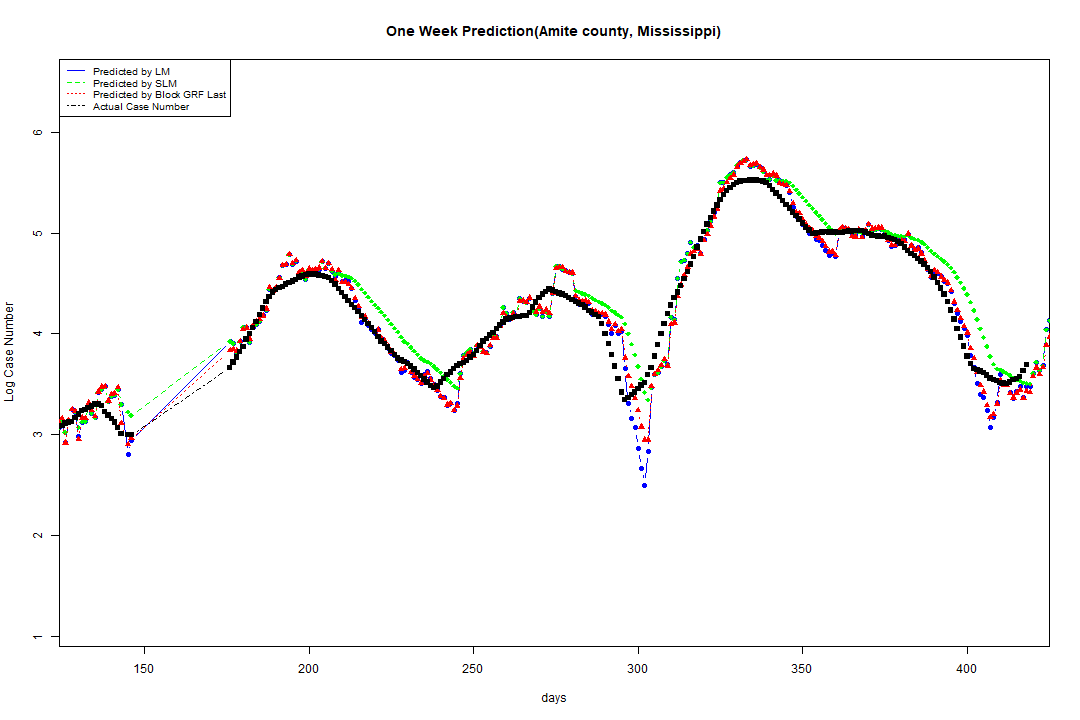 One Week Prediction(Amite county, Mississippi)
Predicted by LM
Predicted by SLM
Predicted by Block GRF Last
Actual Case Number
Log Case Number
6
5
4
3
2
1
150 200 250 300 350 400
days